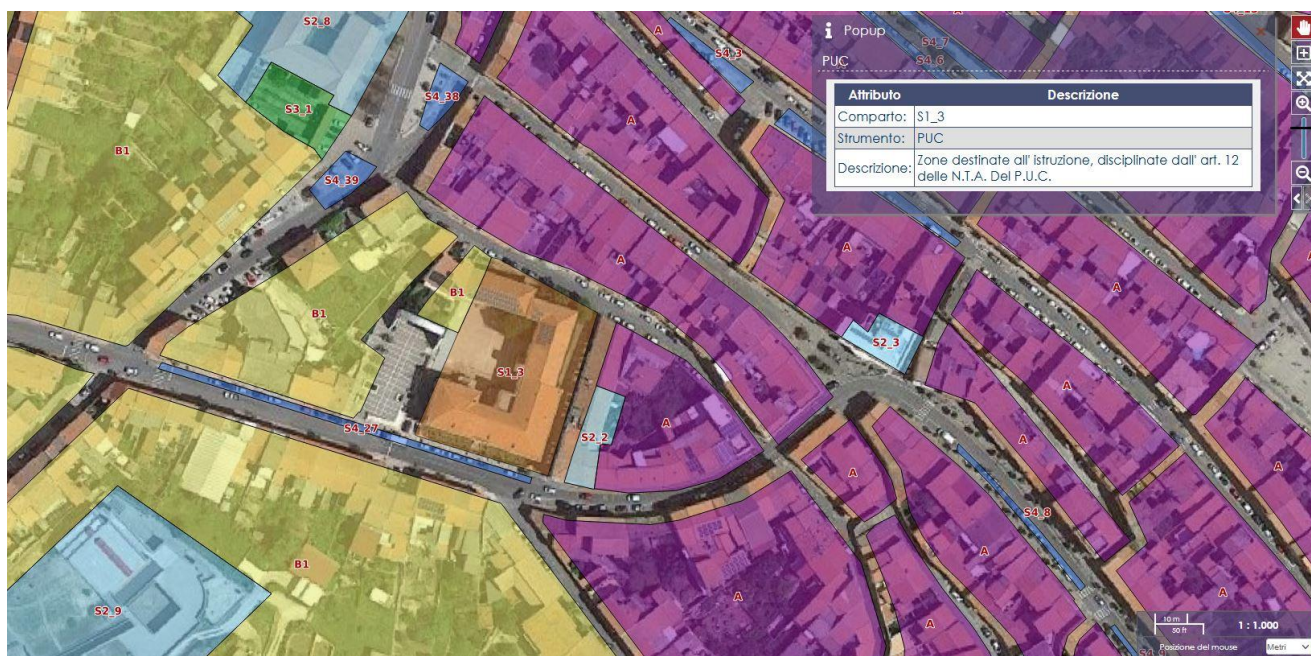 S2_8
A
S4_3
Popup
S4_7
S4_6
PUC
Attributo Descrizione
Comparto: S1_3
Strumento: PUC
Descrizione: Zone destinate all' istruzione, disciplinate dall' art. 12
delle N.T.A. Del P.U.C.
S4_38
S3_1
A
B1
S4_39
A
A
A
B1
B1
S2_3
S1_3
A
S4_27
S2_2
A
A
A
A
A
S4_8
A
B1
A
S2_9
A
A
A
10 m
50 ft
1 : 1.000
Posizione del mouse Metri